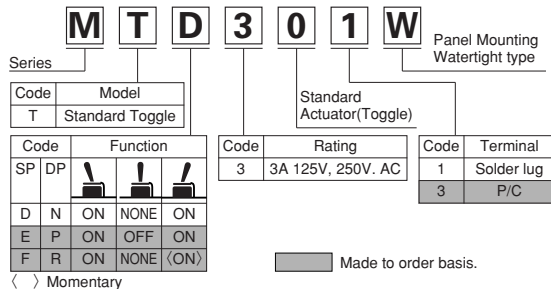 M T D 3 0 1 W
Panel Mounting
Watertight type
Series
Code Model
T Standard Toggle
Standard
Actuator(Toggle)
Code Function
SP DP
D N ON NONE ON
E P ON OFF ON
F R ON NONE 〈ON〉
〈 〉 Momentary
Code Rating
3 3A 125V, 250V. AC
Code Terminal
1 Solder lug
3 P/C
Made to order basis.